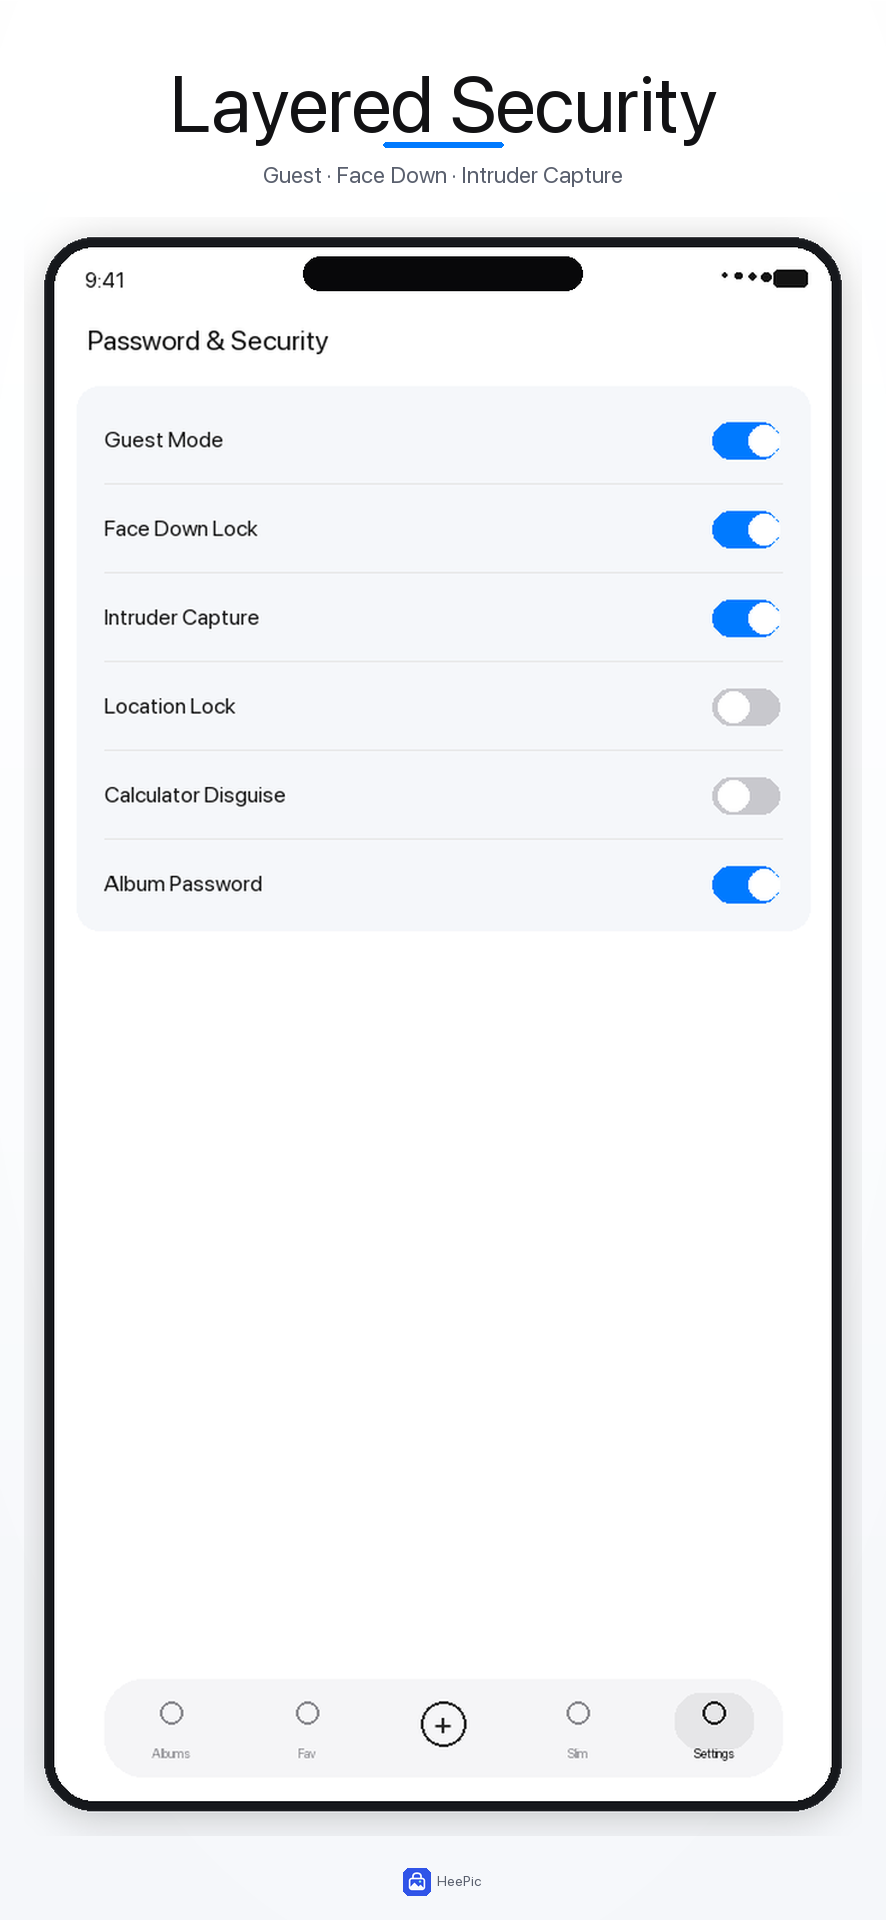 Layered Security
Guest · Face Down · Intruder Capture
9:41
Password & Security
Guest Mode
Face Down Lock
Intruder Capture
Location Lock
Calculator Disguise
Album Password
Albums
Fav
+
Slim
Settings
HeePic